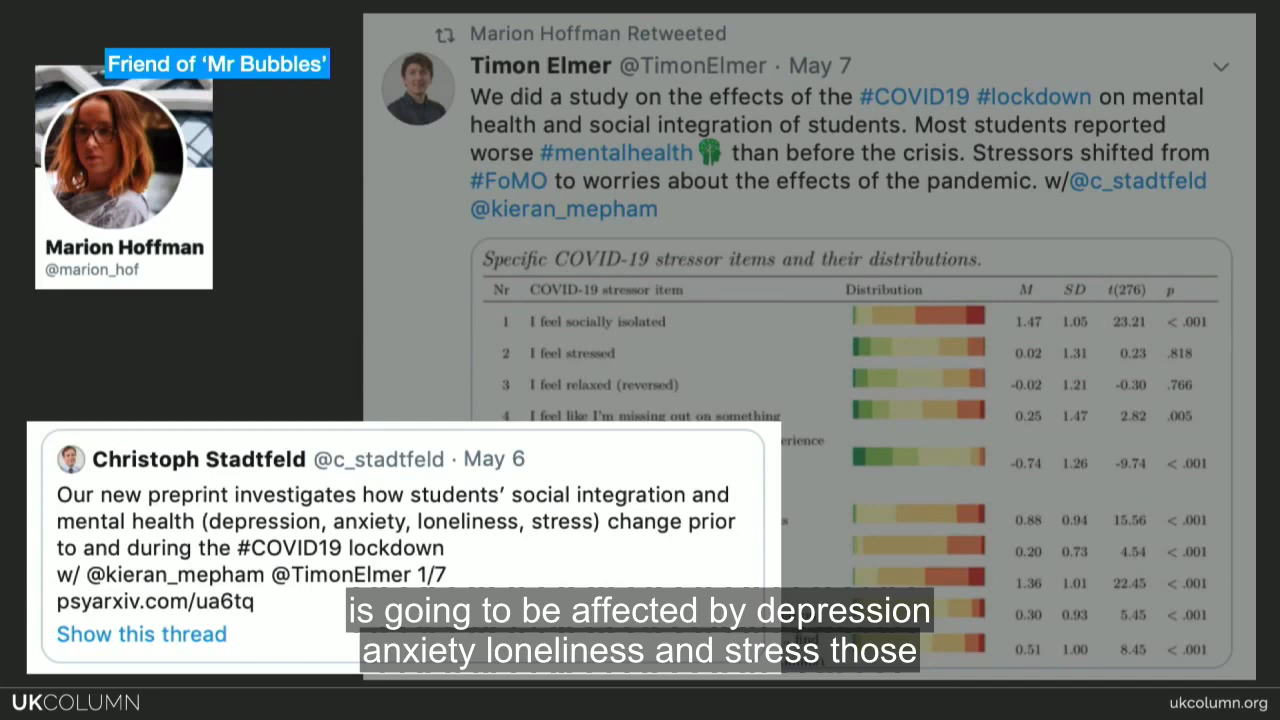 Friend of ‘Mr Bubbles’
Marion Hoffman
@marion_hof
Marion Hoffman Retweeted
Timon Elmer @TimonElmer · May 7
We did a study on the effects of the #COVID19 #lockdown on mental
health and social integration of students. Most students reported
worse #mentalhealth than before the crisis. Stressors shifted from
#FoMO to worries about the effects of the pandemic. w/@c_stadtfeld
@kieran_mepham
Specific COVID-19 stressor items and their distributions.
Nr COVID-19 stressor item Distribution M SD t(276) p
1 I feel socially isolated 1.47 1.05 23.21 < .001
2 I feel stressed 0.02 1.31 0.23 .818
3 I feel relaxed (reversed) -0.02 1.21 -0.30 .766
4 I feel like I'm missing out on something 0.25 1.47 2.82 .005
erience
-0.74 1.26 -9.74 < .001
s 0.88 0.94 15.56 < .001
0.20 0.73 4.54 < .001
1.36 1.01 22.45 < .001
0.30 0.93 5.45 < .001
0.51 1.00 8.45 < .001
Christoph Stadtfeld @c_stadtfeld · May 6
Our new preprint investigates how students’ social integration and
mental health (depression, anxiety, loneliness, stress) change prior
to and during the #COVID19 lockdown
w/ @kieran_mepham @TimonElmer 1/7
psyarxiv.com/ua6tq
Show this thread
is going to be affected by depression
anxiety loneliness and stress those
UKCOLUMN
ukcolumn.org